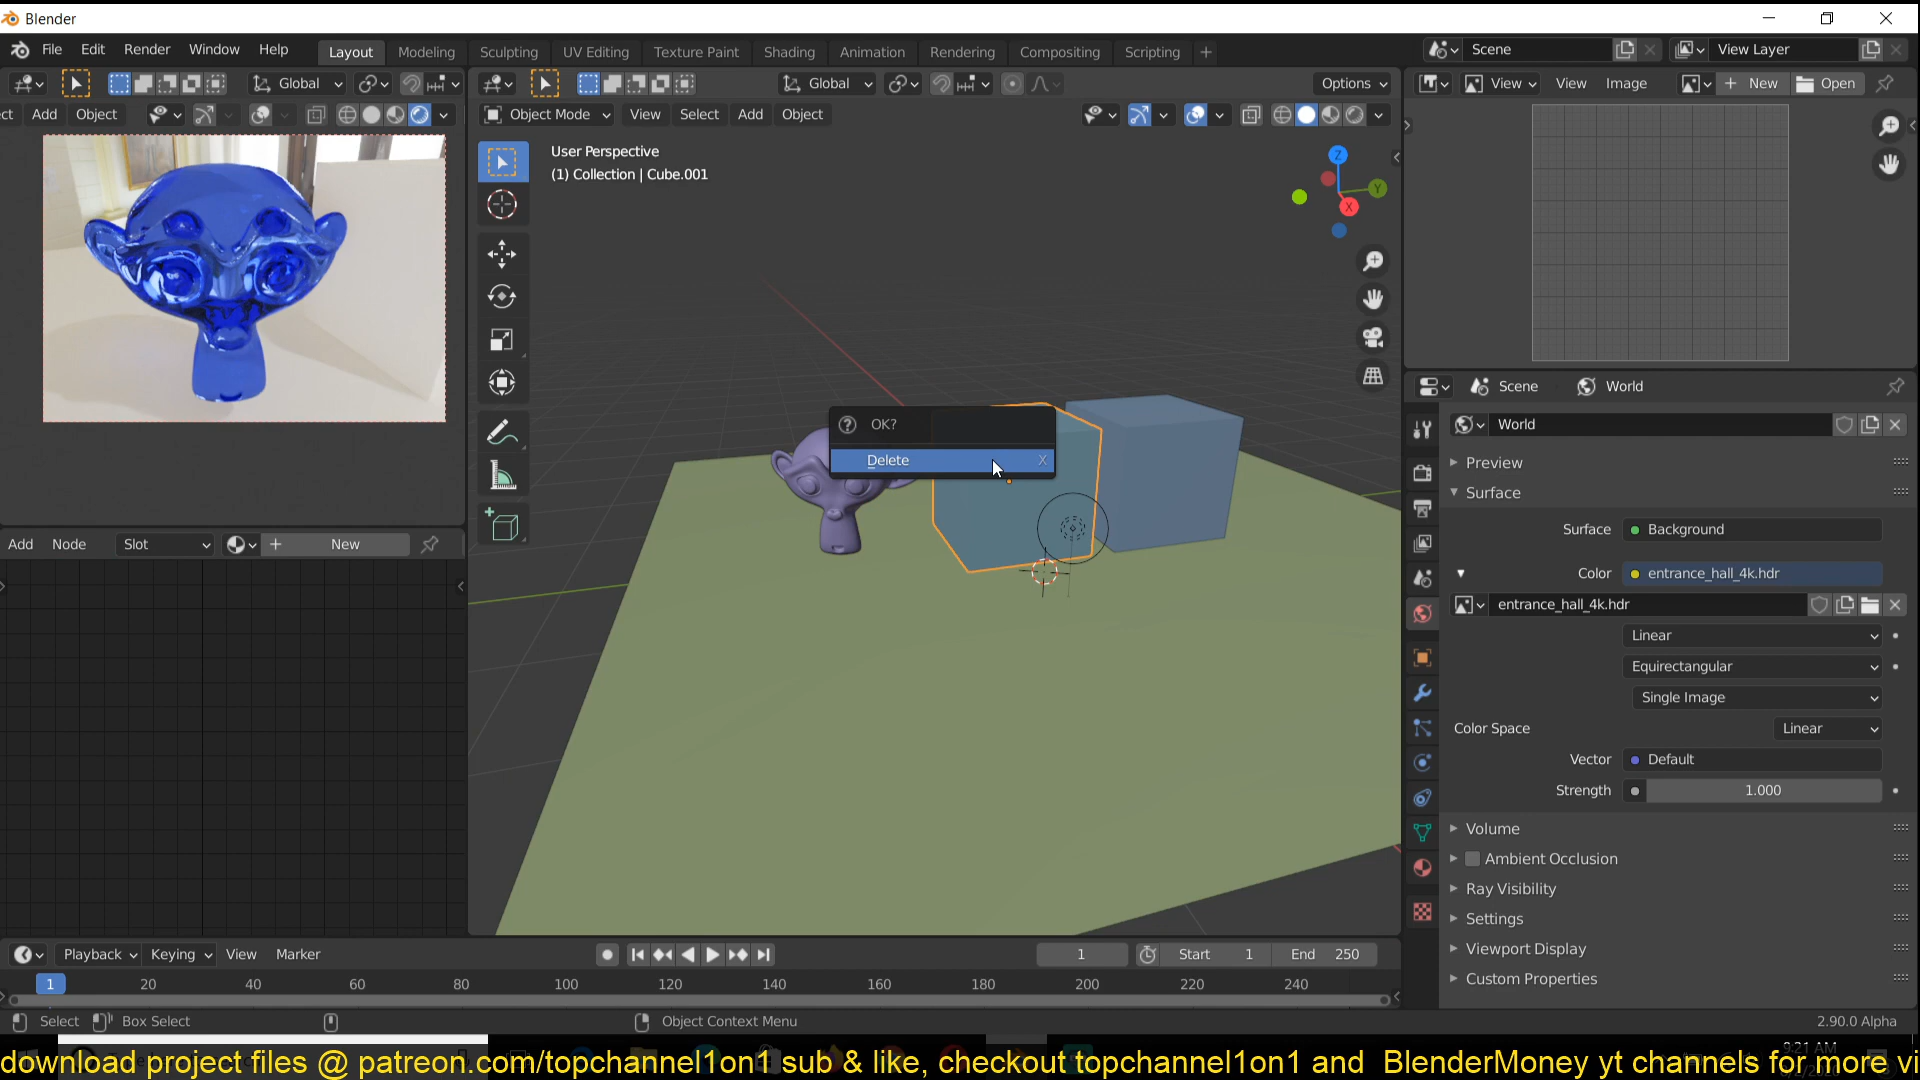 Blender
File Edit Render Window Help Layout Modeling Sculpting UV Editing Texture Paint Shading Animation Rendering Compositing Scripting + Scene View Layer
Global Global Options View View Image New Open
ct Add Object Object Mode View Select Add Object
User Perspective
(1) Collection | Cube.001
Z
Y
X
OK?
Delete X
Scene World
World
Preview
Surface
Surface Background
Color entrance_hall_4k.hdr
entrance_hall_4k.hdr
Linear
Equirectangular
Single Image
Color Space Linear
Vector Default
Strength 1.000
Volume
Ambient Occlusion
Ray Visibility
Settings
Viewport Display
Custom Properties
Add Node Slot New
Playback Keying View Marker 1 Start 1 End 250
1 20 40 60 80 100 120 140 160 180 200 220 240
Select Box Select Object Context Menu 2.90.0 Alpha
9:21 AM
download project files @ patreon.com/topchannel1on1 sub & like, checkout topchannel1on1 and BlenderMoney yt channels for more vi